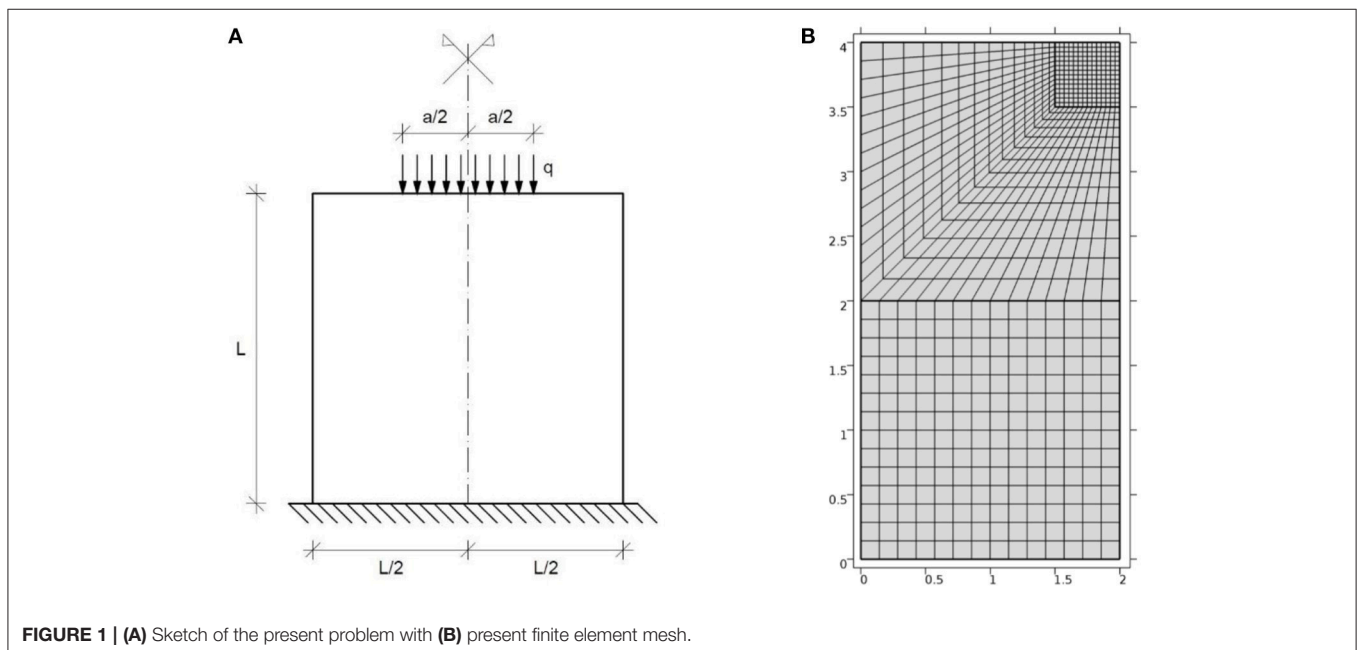 A
a/2 a/2
q
L
L/2 L/2
B
4
3.5
3
2.5
2
1.5
1
0.5
0
0 0.5 1 1.5 2
FIGURE 1 | (A) Sketch of the present problem with (B) present finite element mesh.